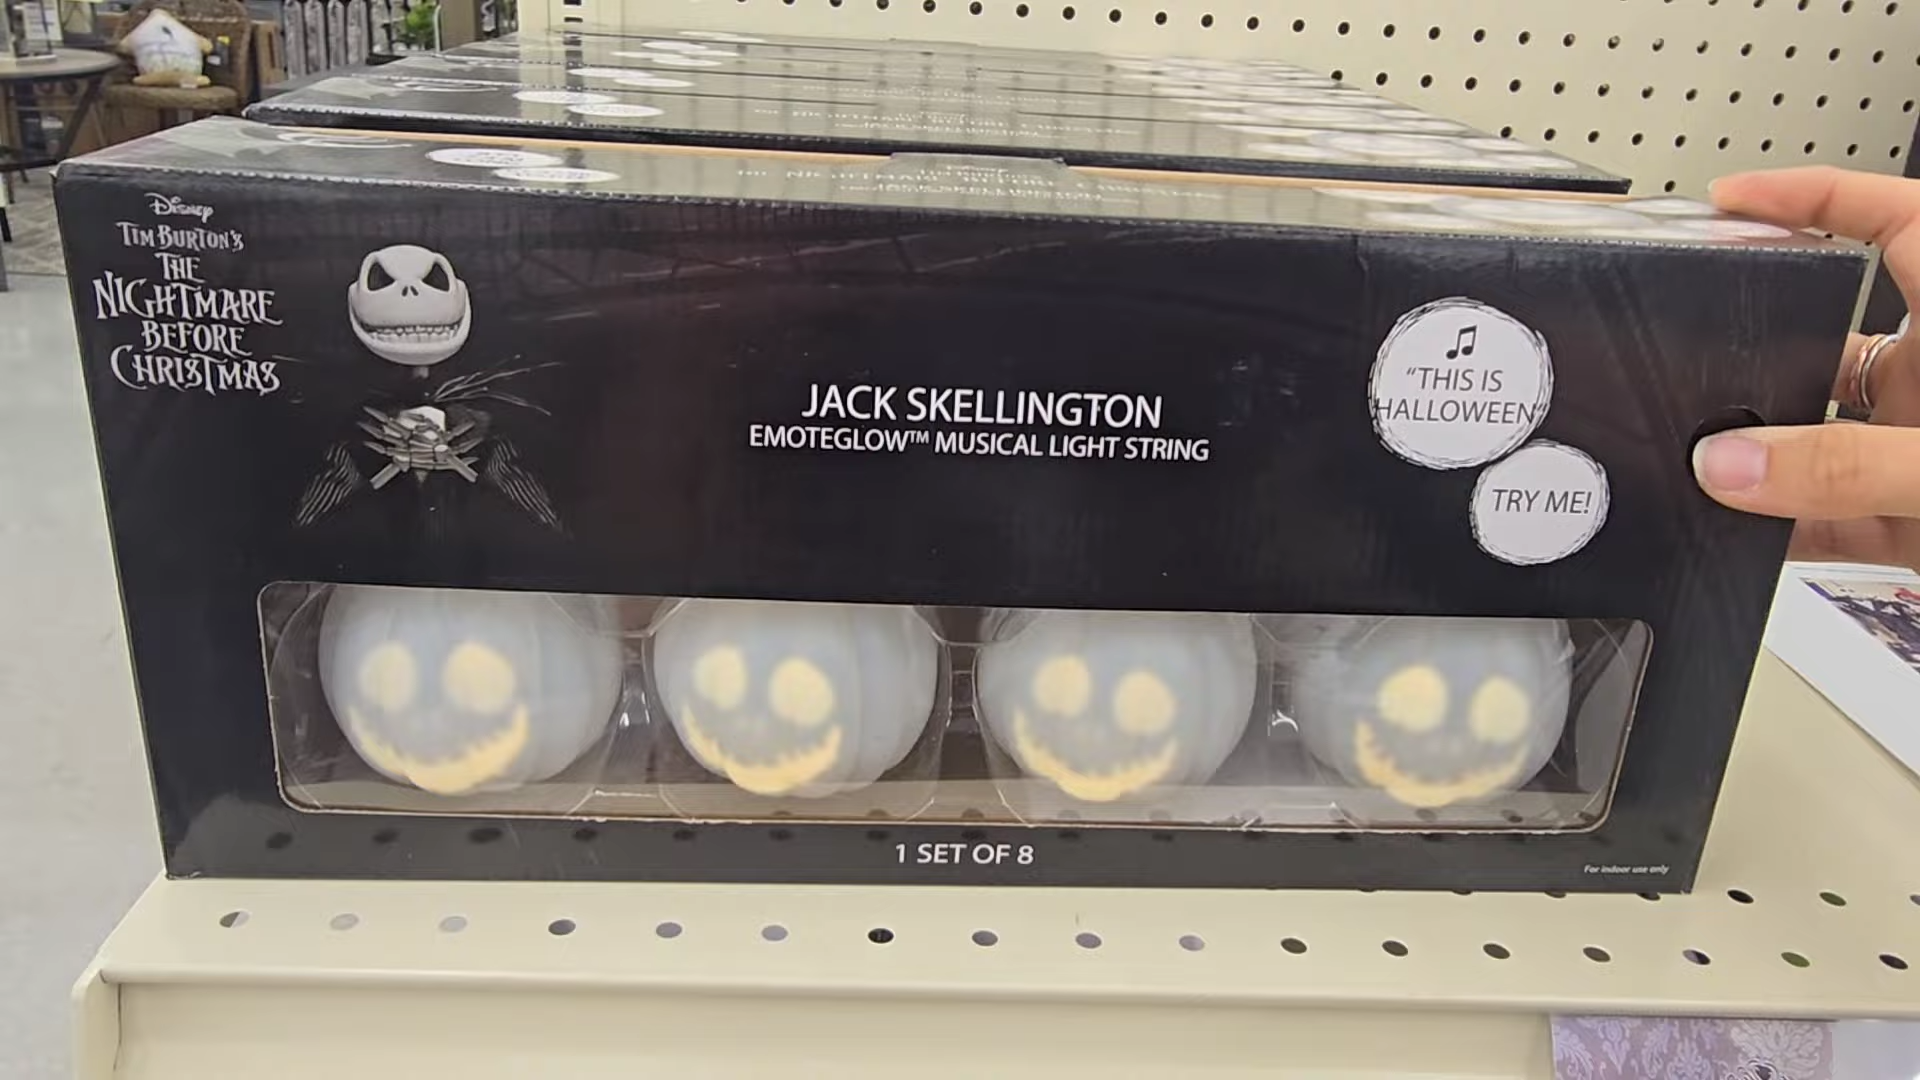 Disney
TIM BURTON'S
THE
NIGHTMARE
BEFORE
CHRISTMAS
JACK SKELLINGTON
EMOTEGLOW™ MUSICAL LIGHT STRING
"THIS IS
HALLOWEEN"
TRY ME!
1 SET OF 8
For indoor use only